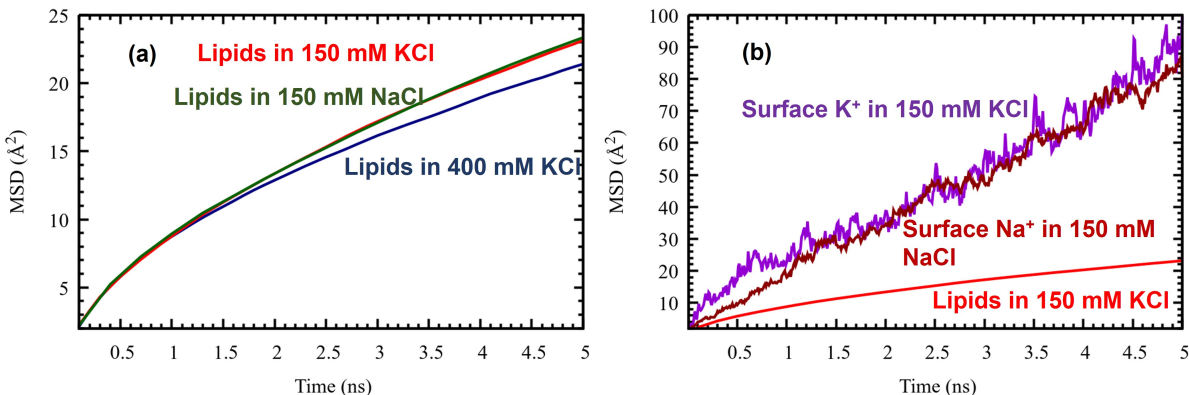 (a)
Lipids in 150 mM KCl
Lipids in 150 mM NaCl
Lipids in 400 mM KCl
MSD (Å²)
25
20
15
10
5
0.5 1 1.5 2 2.5 3 3.5 4 4.5 5
Time (ns)
(b)
Surface K⁺ in 150 mM KCl
Surface Na⁺ in 150 mM
NaCl
Lipids in 150 mM KCl
MSD (Å²)
100
90
80
70
60
50
40
30
20
10
0.5 1 1.5 2 2.5 3 3.5 4 4.5 5
Time (ns)